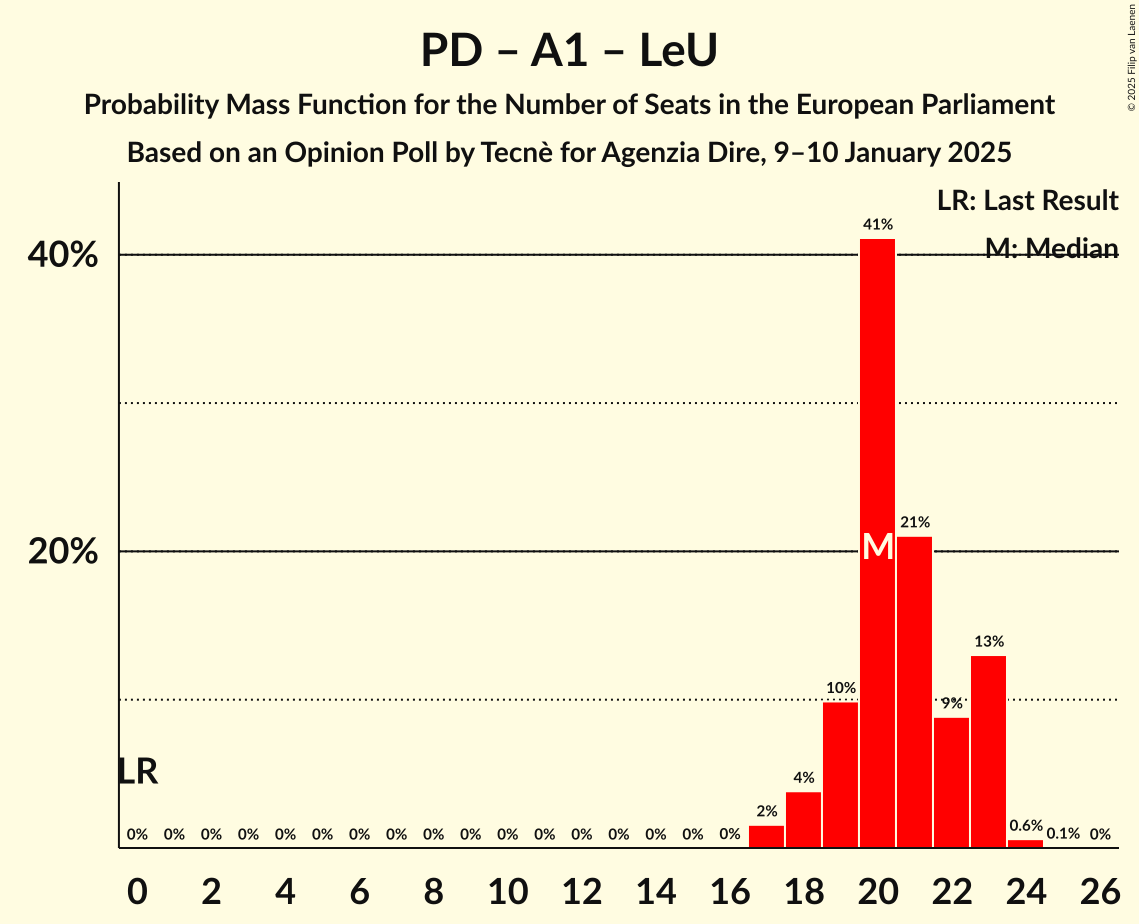 PD – A1 – LeU
Probability Mass Function for the Number of Seats in the European Parliament
Based on an Opinion Poll by Tecnè for Agenzia Dire, 9–10 January 2025
© 2025 Filip van Laenen
LR: Last Result
M: Median
40%
20%
41%
21%
13%
10%
9%
4%
2%
0.6%
0.1%
0%
M
LR
0% 0% 0% 0% 0% 0% 0% 0% 0% 0% 0% 0% 0% 0% 0% 0% 0%
0 2 4 6 8 10 12 14 16 18 20 22 24 26